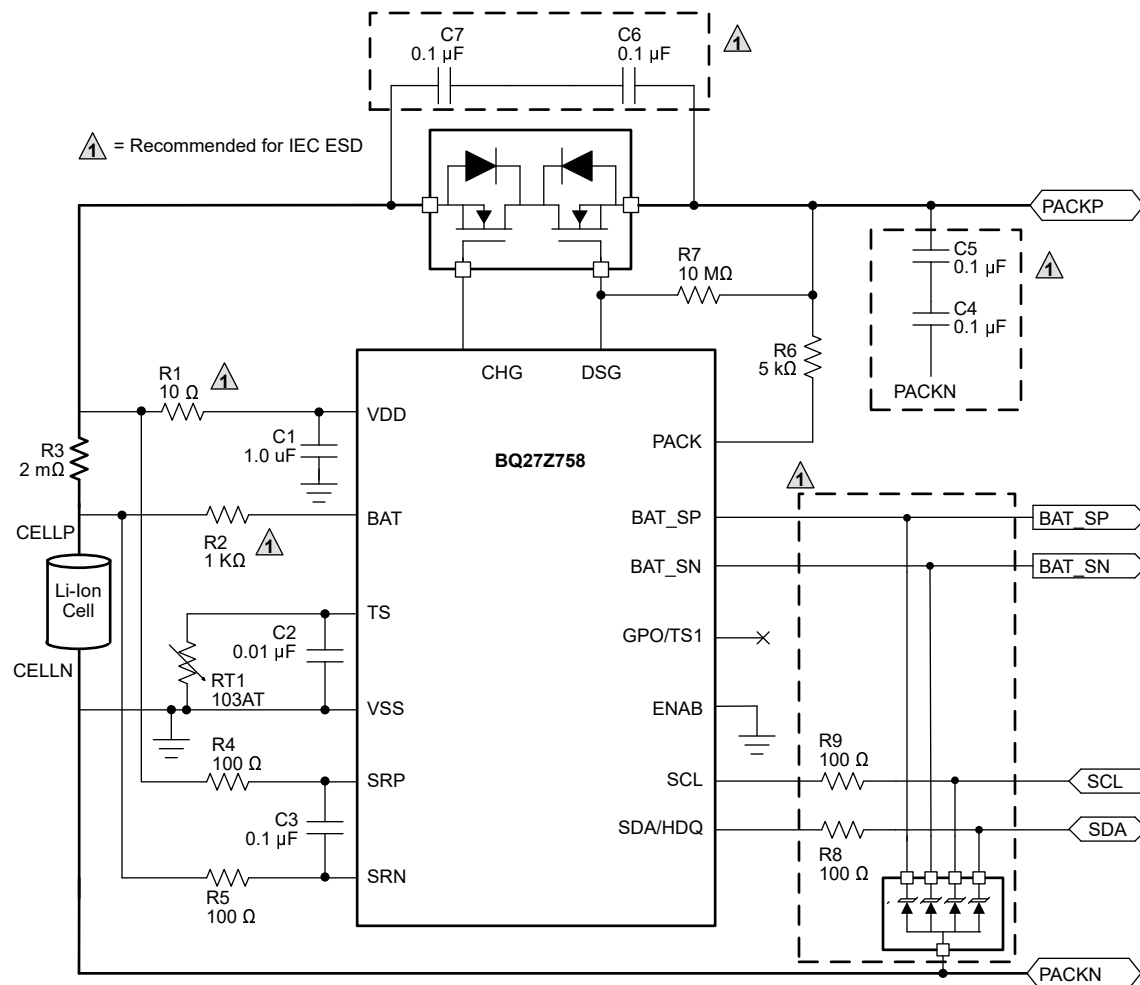 C7
0.1 µF
C6
0.1 µF
1
1 = Recommended for IEC ESD
PACKP
C5
0.1 µF
1
C4
0.1 µF
PACKN
R7
10 MΩ
R6
5 kΩ
CHG
DSG
R1
10 Ω
1
VDD
C1
1.0 uF
R3
2 mΩ
PACK
BQ27Z758
1
CELLP
BAT
R2
1 KΩ
1
BAT_SP
BAT_SP
BAT_SN
BAT_SN
Li-Ion
Cell
TS
C2
0.01 µF
GPO/TS1
CELLN
RT1
103AT
VSS
ENAB
R4
100 Ω
SRP
R9
100 Ω
SCL
SCL
C3
0.1 µF
SDA/HDQ
SDA
R8
100 Ω
SRN
R5
100 Ω
PACKN